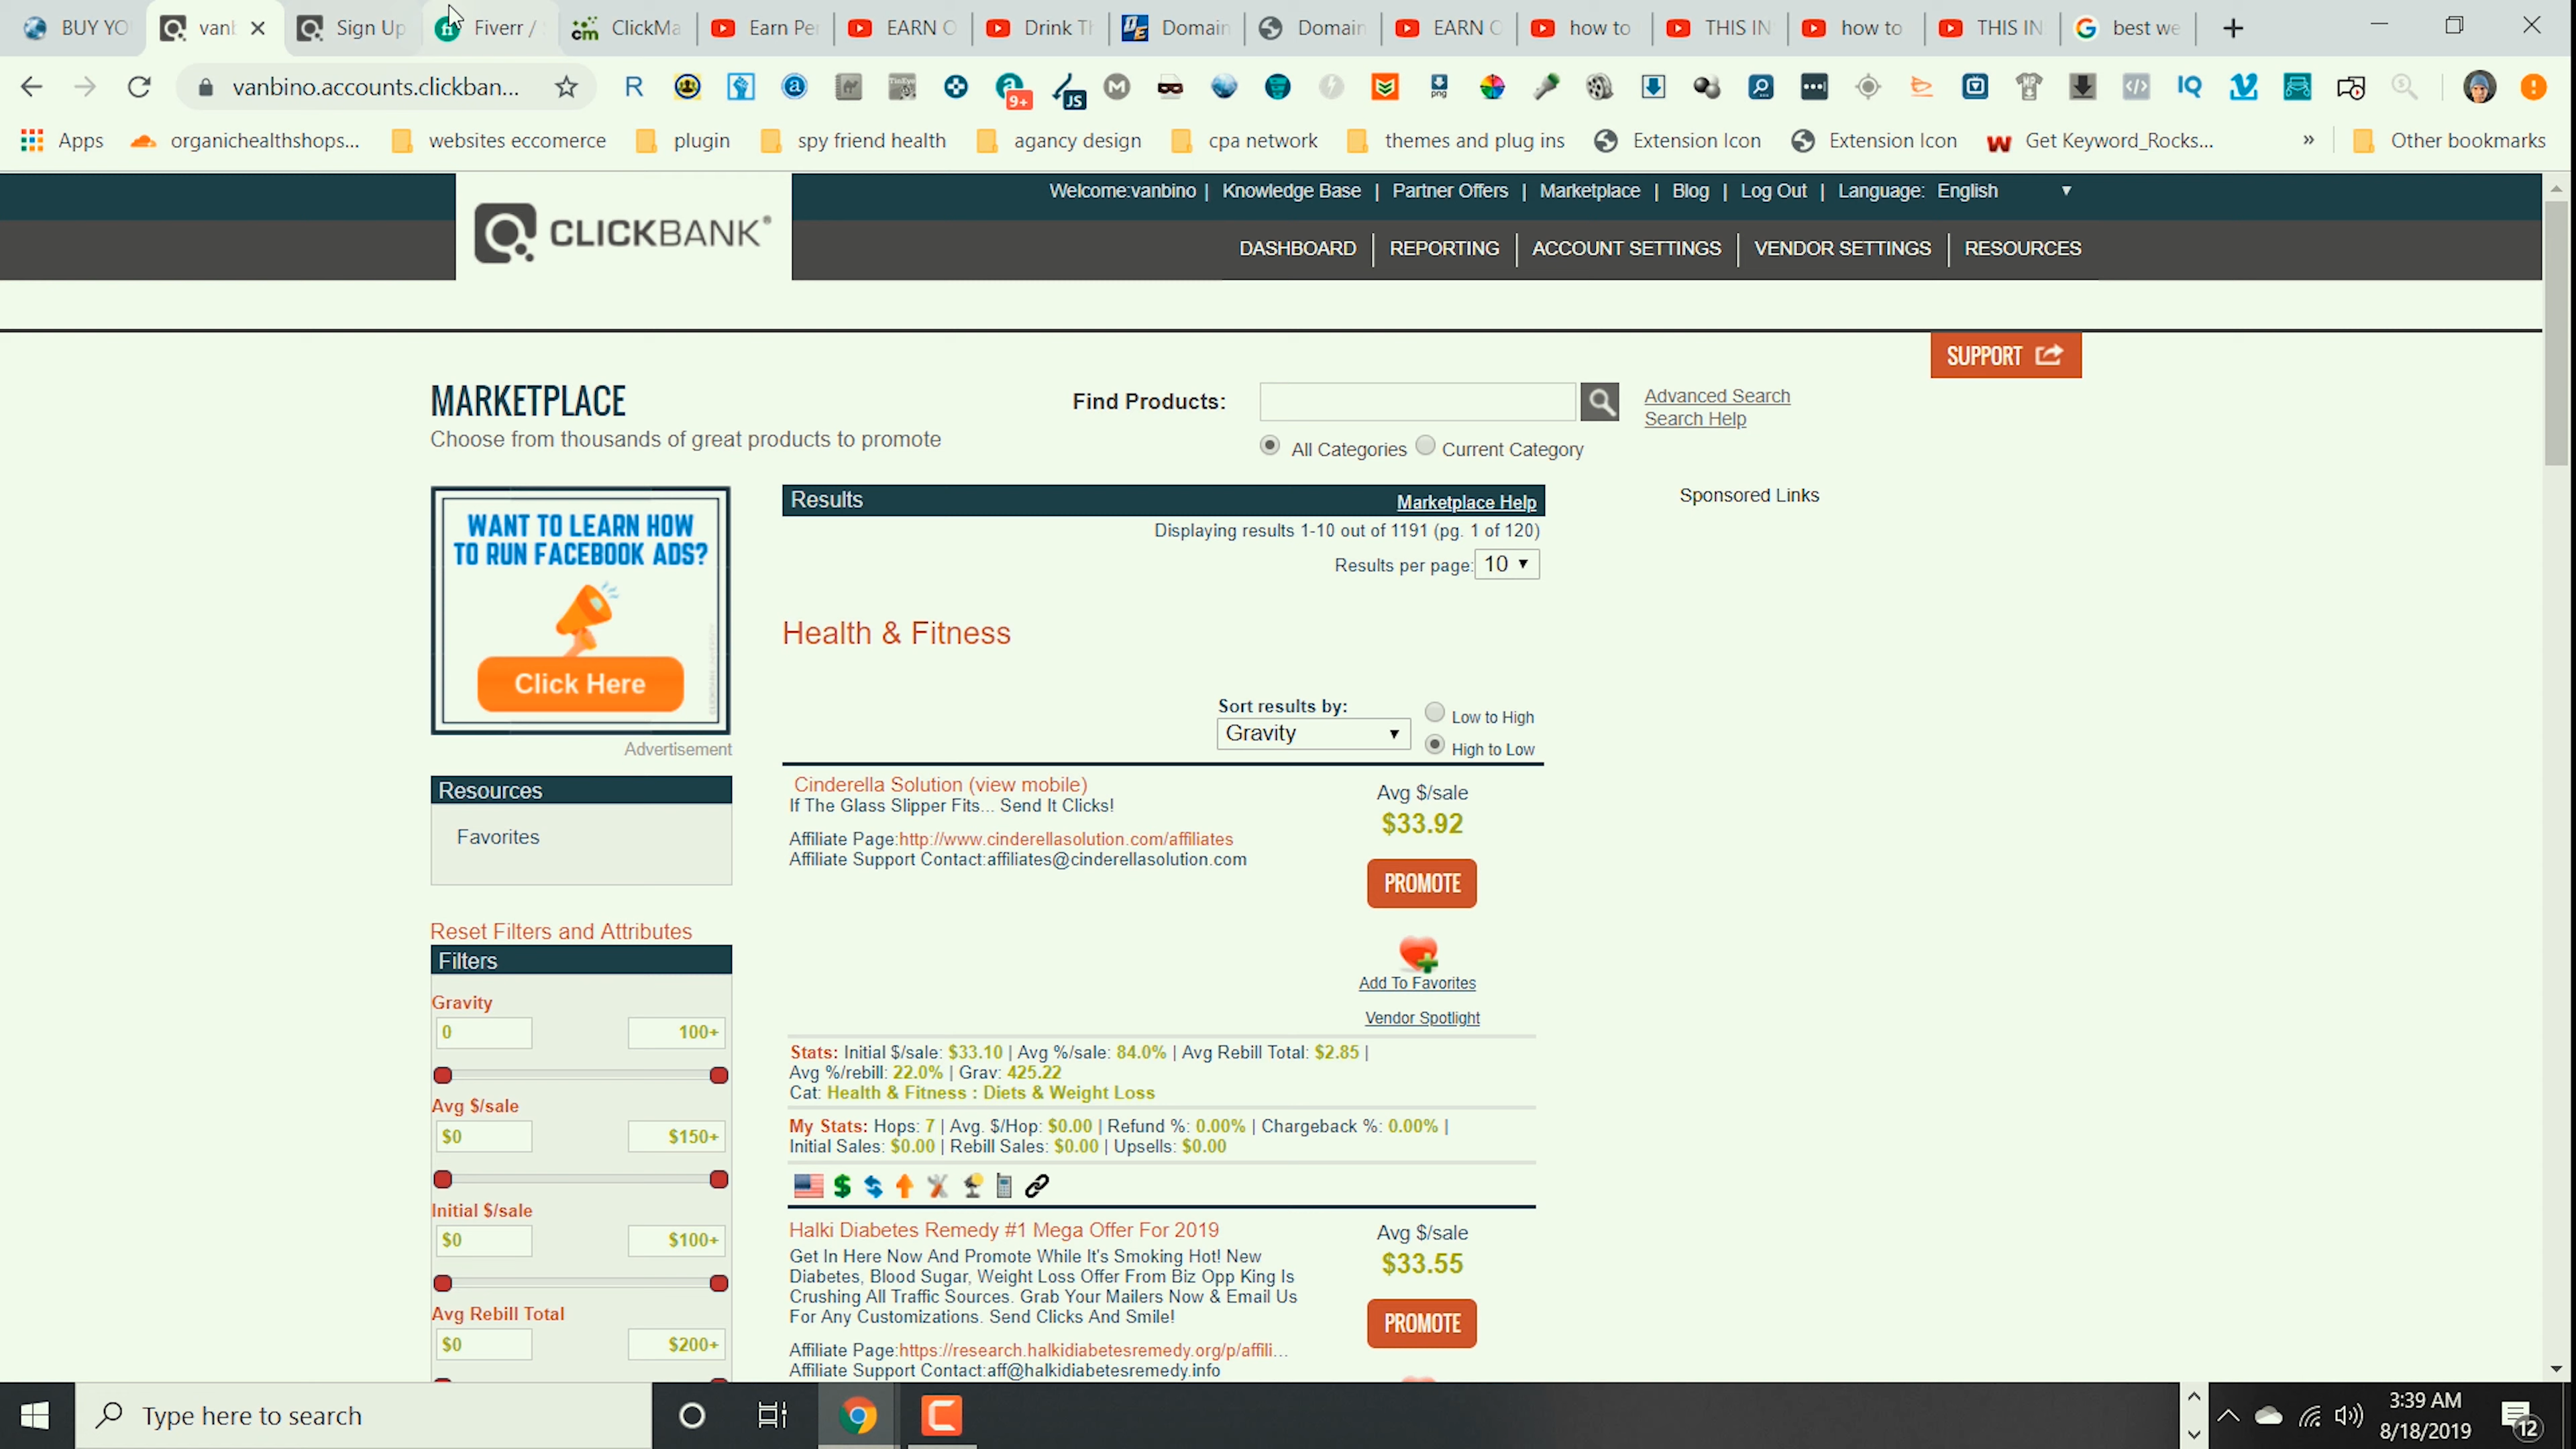 BUY YO
vanb
Sign Up
Fiverr /
ClickMa
Earn Per
EARN O
Drink Th
Domain
Domain
EARN O
how to
THIS IN
how to
THIS IN
best we
vanbino.accounts.clickban...
9+
JS
IQ
Apps
organichealthshops...
websites eccomerce
plugin
spy friend health
agancy design
cpa network
themes and plug ins
Extension Icon
Extension Icon
Get Keyword_Rocks...
Other bookmarks
Welcome:vanbino | Knowledge Base | Partner Offers | Marketplace | Blog | Log Out | Language: English
CLICKBANK®
DASHBOARD | REPORTING | ACCOUNT SETTINGS | VENDOR SETTINGS | RESOURCES
SUPPORT
MARKETPLACE
Choose from thousands of great products to promote
Find Products:
Advanced Search
Search Help
All Categories Current Category
WANT TO LEARN HOW
TO RUN FACEBOOK ADS?
Click Here
Advertisement
Results
Marketplace Help
Displaying results 1-10 out of 1191 (pg. 1 of 120)
Results per page: 10
Sponsored Links
Health & Fitness
Sort results by:
Gravity
Low to High
High to Low
Resources
Favorites
Reset Filters and Attributes
Filters
Gravity
0 100+
Avg $/sale
$0 $150+
Initial $/sale
$0 $100+
Avg Rebill Total
$0 $200+
Cinderella Solution (view mobile)
If The Glass Slipper Fits... Send It Clicks!
Affiliate Page:http://www.cinderellasolution.com/affiliates
Affiliate Support Contact:affiliates@cinderellasolution.com
Avg $/sale
$33.92
PROMOTE
Add To Favorites
Vendor Spotlight
Stats: Initial $/sale: $33.10 | Avg %/sale: 84.0% | Avg Rebill Total: $2.85 |
Avg %/rebill: 22.0% | Grav: 425.22
Cat: Health & Fitness : Diets & Weight Loss
My Stats: Hops: 7 | Avg. $/Hop: $0.00 | Refund %: 0.00% | Chargeback %: 0.00% |
Initial Sales: $0.00 | Rebill Sales: $0.00 | Upsells: $0.00
Halki Diabetes Remedy #1 Mega Offer For 2019
Get In Here Now And Promote While It's Smoking Hot! New
Diabetes, Blood Sugar, Weight Loss Offer From Biz Opp King Is
Crushing All Traffic Sources. Grab Your Mailers Now & Email Us
For Any Customizations. Send Clicks And Smile!
Affiliate Page:https://research.halkidiabetesremedy.org/p/affili...
Affiliate Support Contact:aff@halkidiabetesremedy.info
Avg $/sale
$33.55
PROMOTE
Type here to search
3:39 AM
8/18/2019
12